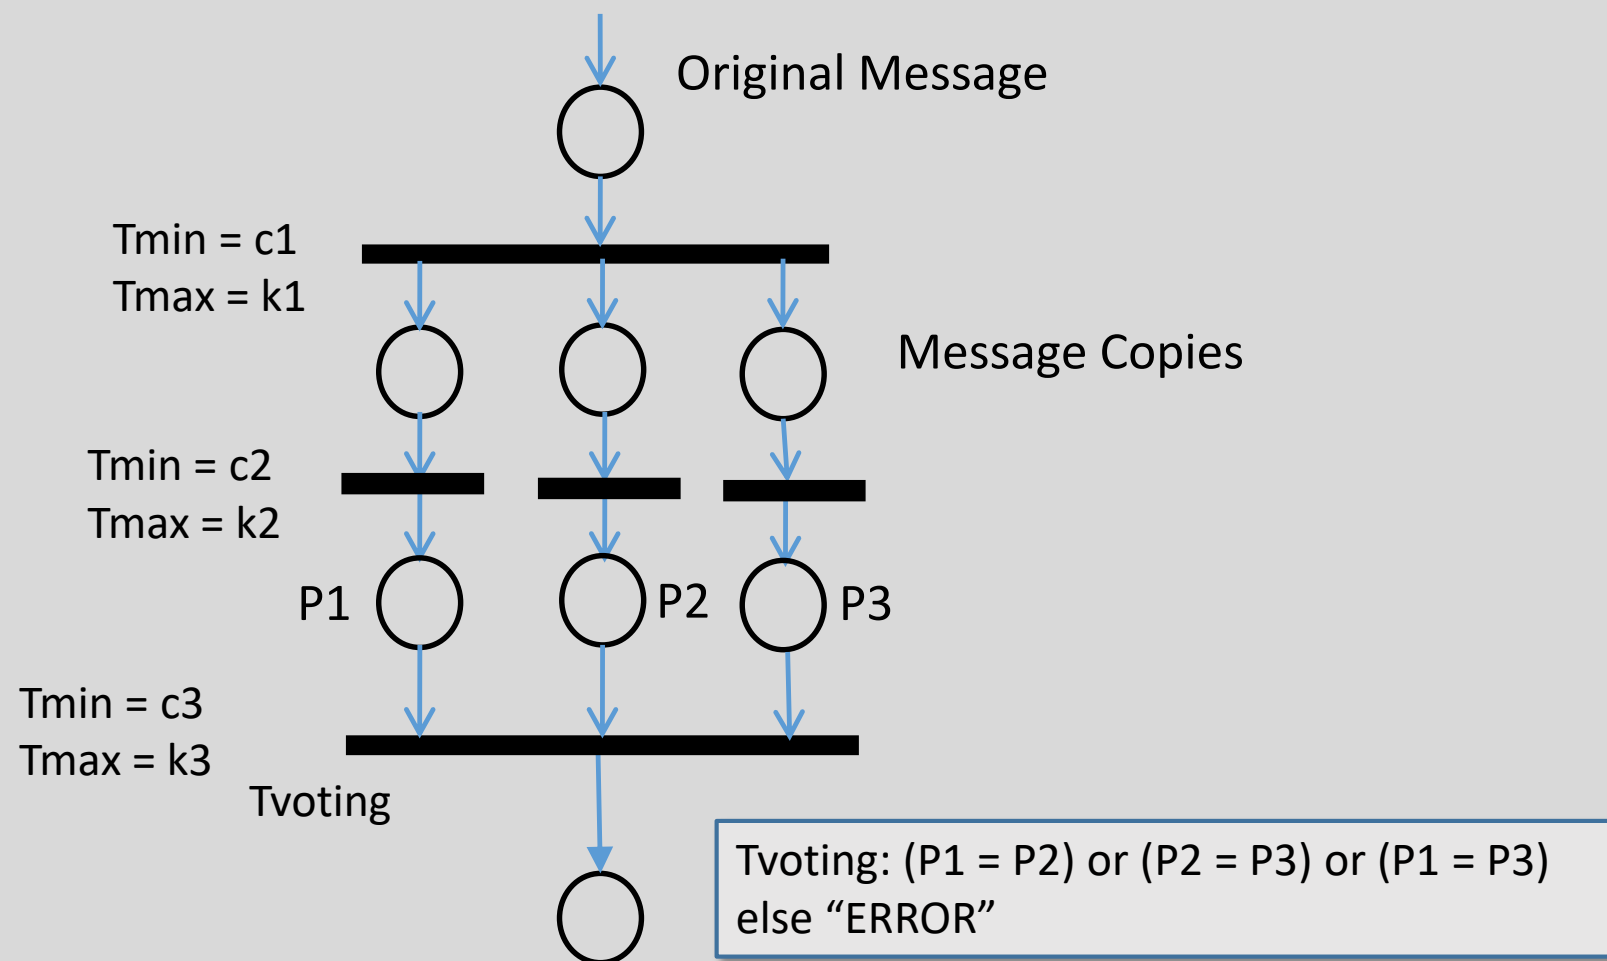 Original Message
Tmin = c1
Tmax = k1
Message Copies
Tmin = c2
Tmax = k2
P1
P2
P3
Tmin = c3
Tmax = k3
Tvoting
Tvoting: (P1 = P2) or (P2 = P3) or (P1 = P3)
else “ERROR”